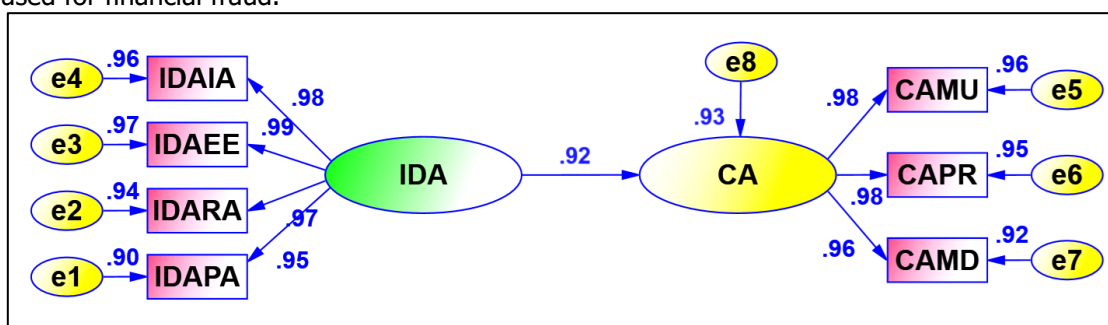 used for financial fraud.
e4 .96 IDAIA
e3 .97 IDAEE
e2 .94 IDARA
e1 .90 IDAPA
.98
.99
.97
.95
IDA
.92
e8
.93
CA
.98
.98
.96
CAMU .96 e5
CAPR .95 e6
CAMD .92 e7